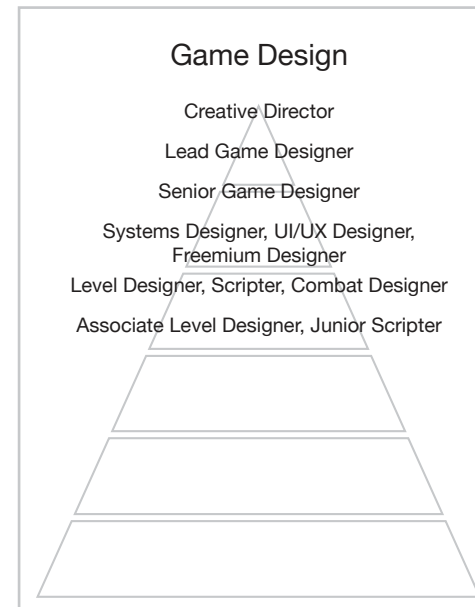 Game Design
Creative Director
Lead Game Designer
Senior Game Designer
Systems Designer, UI/UX Designer,
Freemium Designer
Level Designer, Scripter, Combat Designer
Associate Level Designer, Junior Scripter